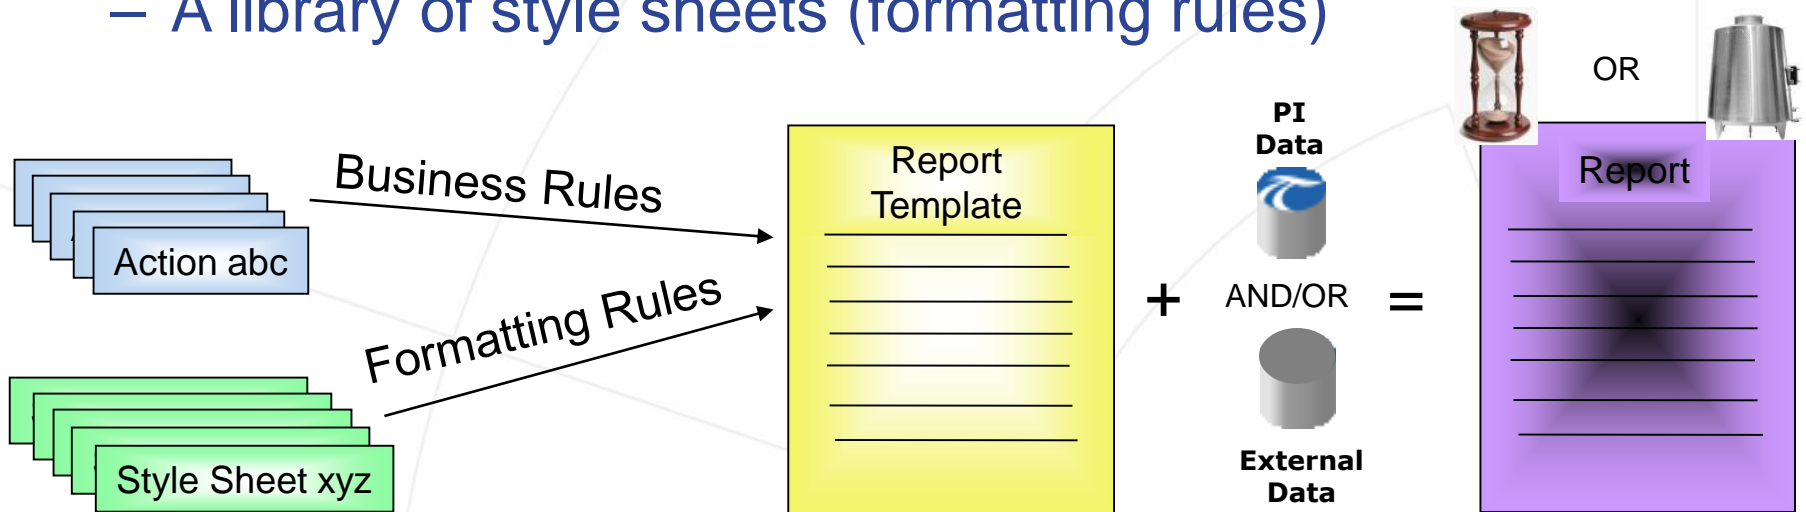 – A library of style sheets (formatting rules)
OR
PI
Data
Report
Template
Report
Business Rules
Action abc
Formatting Rules
+
AND/OR
=
Style Sheet xyz
External
Data